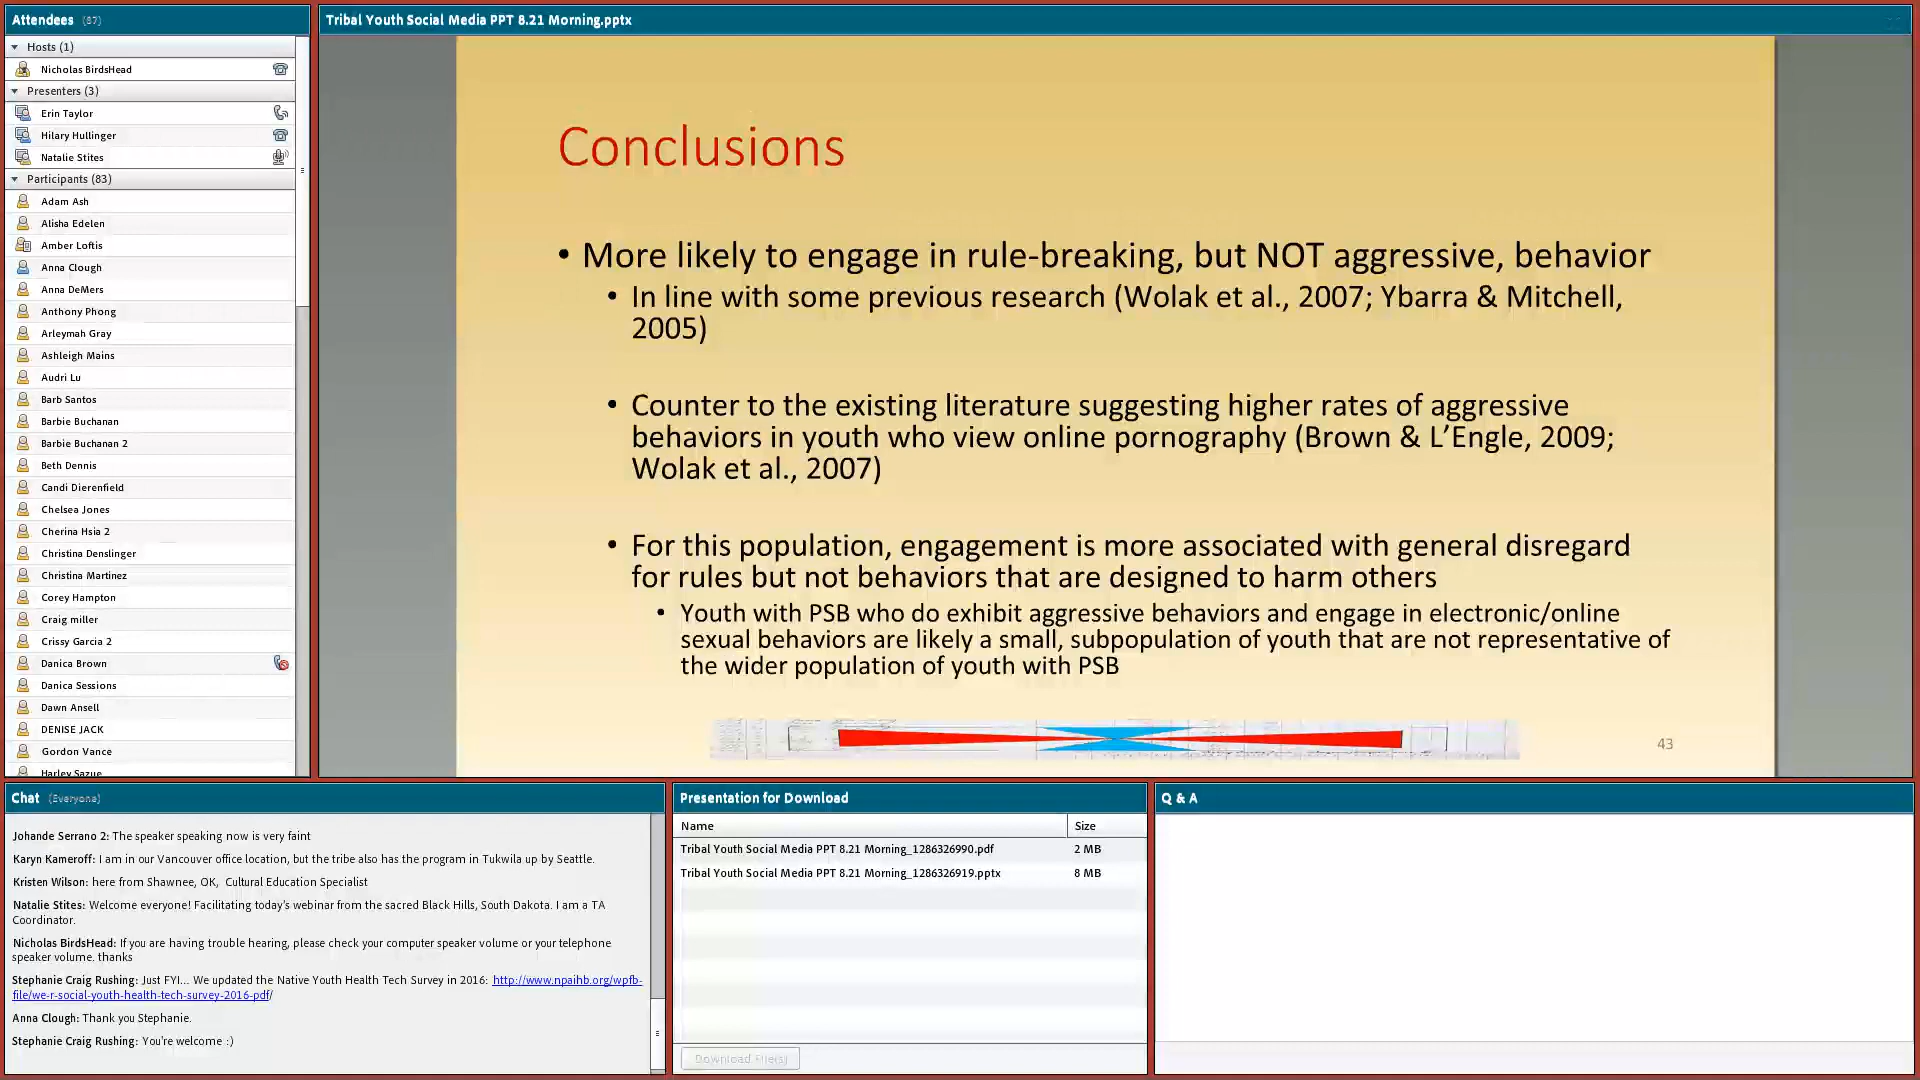 Attendees (87)
Hosts (1)
Nicholas BirdsHead
Presenters (3)
Erin Taylor
Hilary Hullinger
Natalie Stites
Participants (83)
Adam Ash
Alisha Edelen
Amber Loftis
Anna Clough
Anna DeMers
Anthony Phong
Arleymah Gray
Ashleigh Mains
Audri Lu
Barb Santos
Barbie Buchanan
Barbie Buchanan 2
Beth Dennis
Candi Dierenfield
Chelsea Jones
Cherina Hsia 2
Christina Denslinger
Christina Martinez
Corey Hampton
Craig miller
Crissy Garcia 2
Danica Brown
Danica Sessions
Dawn Ansell
DENISE JACK
Gordon Vance
Harley Sazue
Tribal Youth Social Media PPT 8.21 Morning.pptx
Conclusions
• More likely to engage in rule-breaking, but NOT aggressive, behavior
• In line with some previous research (Wolak et al., 2007; Ybarra & Mitchell,
2005)
• Counter to the existing literature suggesting higher rates of aggressive
behaviors in youth who view online pornography (Brown & L’Engle, 2009;
Wolak et al., 2007)
• For this population, engagement is more associated with general disregard
for rules but not behaviors that are designed to harm others
• Youth with PSB who do exhibit aggressive behaviors and engage in electronic/online
sexual behaviors are likely a small, subpopulation of youth that are not representative of
the wider population of youth with PSB
43
Chat (Everyone)
Johande Serrano 2: The speaker speaking now is very faint
Karyn Kameroff: I am in our Vancouver office location, but the tribe also has the program in Tukwila up by Seattle.
Kristen Wilson: here from Shawnee, OK, Cultural Education Specialist
Natalie Stites: Welcome everyone! Facilitating today's webinar from the sacred Black Hills, South Dakota. I am a TA
Coordinator.
Nicholas BirdsHead: If you are having trouble hearing, please check your computer speaker volume or your telephone
speaker volume. thanks
Stephanie Craig Rushing: Just FYI... We updated the Native Youth Health Tech Survey in 2016: http://www.npaihb.org/wpfb-
file/we-r-social-youth-health-tech-survey-2016-pdf/
Anna Clough: Thank you Stephanie.
Stephanie Craig Rushing: You're welcome :)
Presentation for Download
Name Size
Tribal Youth Social Media PPT 8.21 Morning_1286326990.pdf 2 MB
Tribal Youth Social Media PPT 8.21 Morning_1286326919.pptx 8 MB
Download File(s)
Q & A